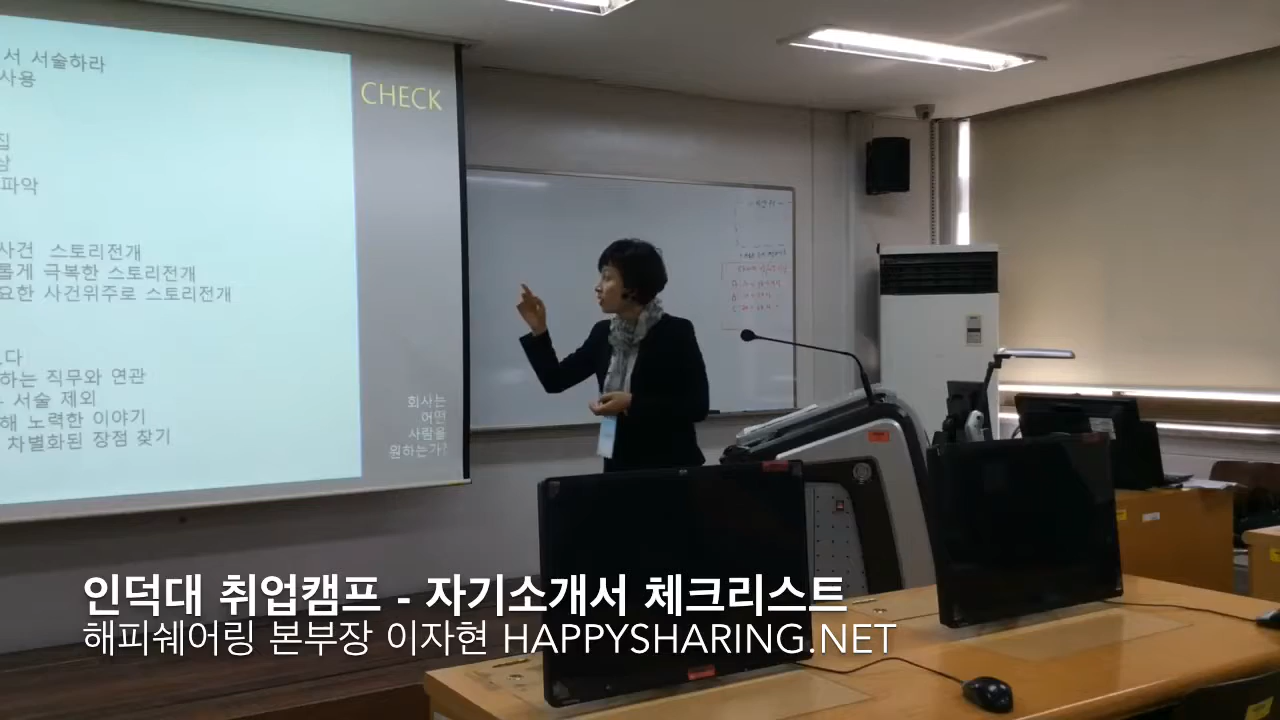 서 서술하라
사용
집
상
파악
사건 스토리전개
롭게 극복한 스토리전개
요한 사건위주로 스토리전개
하는 직무와 연관
서술 제외
해 노력한 이야기
차별화된 장점 찾기
CHECK
회사는
어떤
사람을
원하는가?
인덕대 취업캠프 - 자기소개서 체크리스트
해피쉐어링 본부장 이자현 HAPPYSHARING.NET